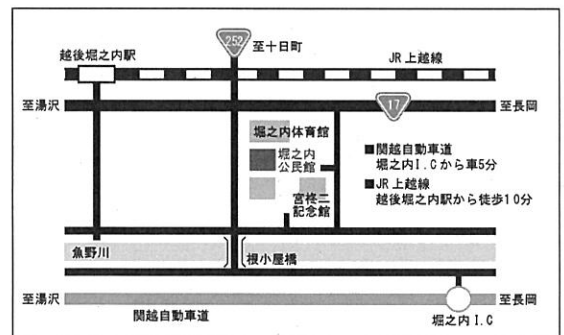 252
至十日町
越後堀之内駅
JR上越線
至湯沢
17
至長岡
堀之内体育館
堀之内
公民館
宮柊二
記念館
■関越自動車道
堀之内I.Cから車5分
■JR上越線
越後堀之内駅から徒歩10分
魚野川
根小屋橋
至湯沢
至長岡
関越自動車道
堀之内I.C